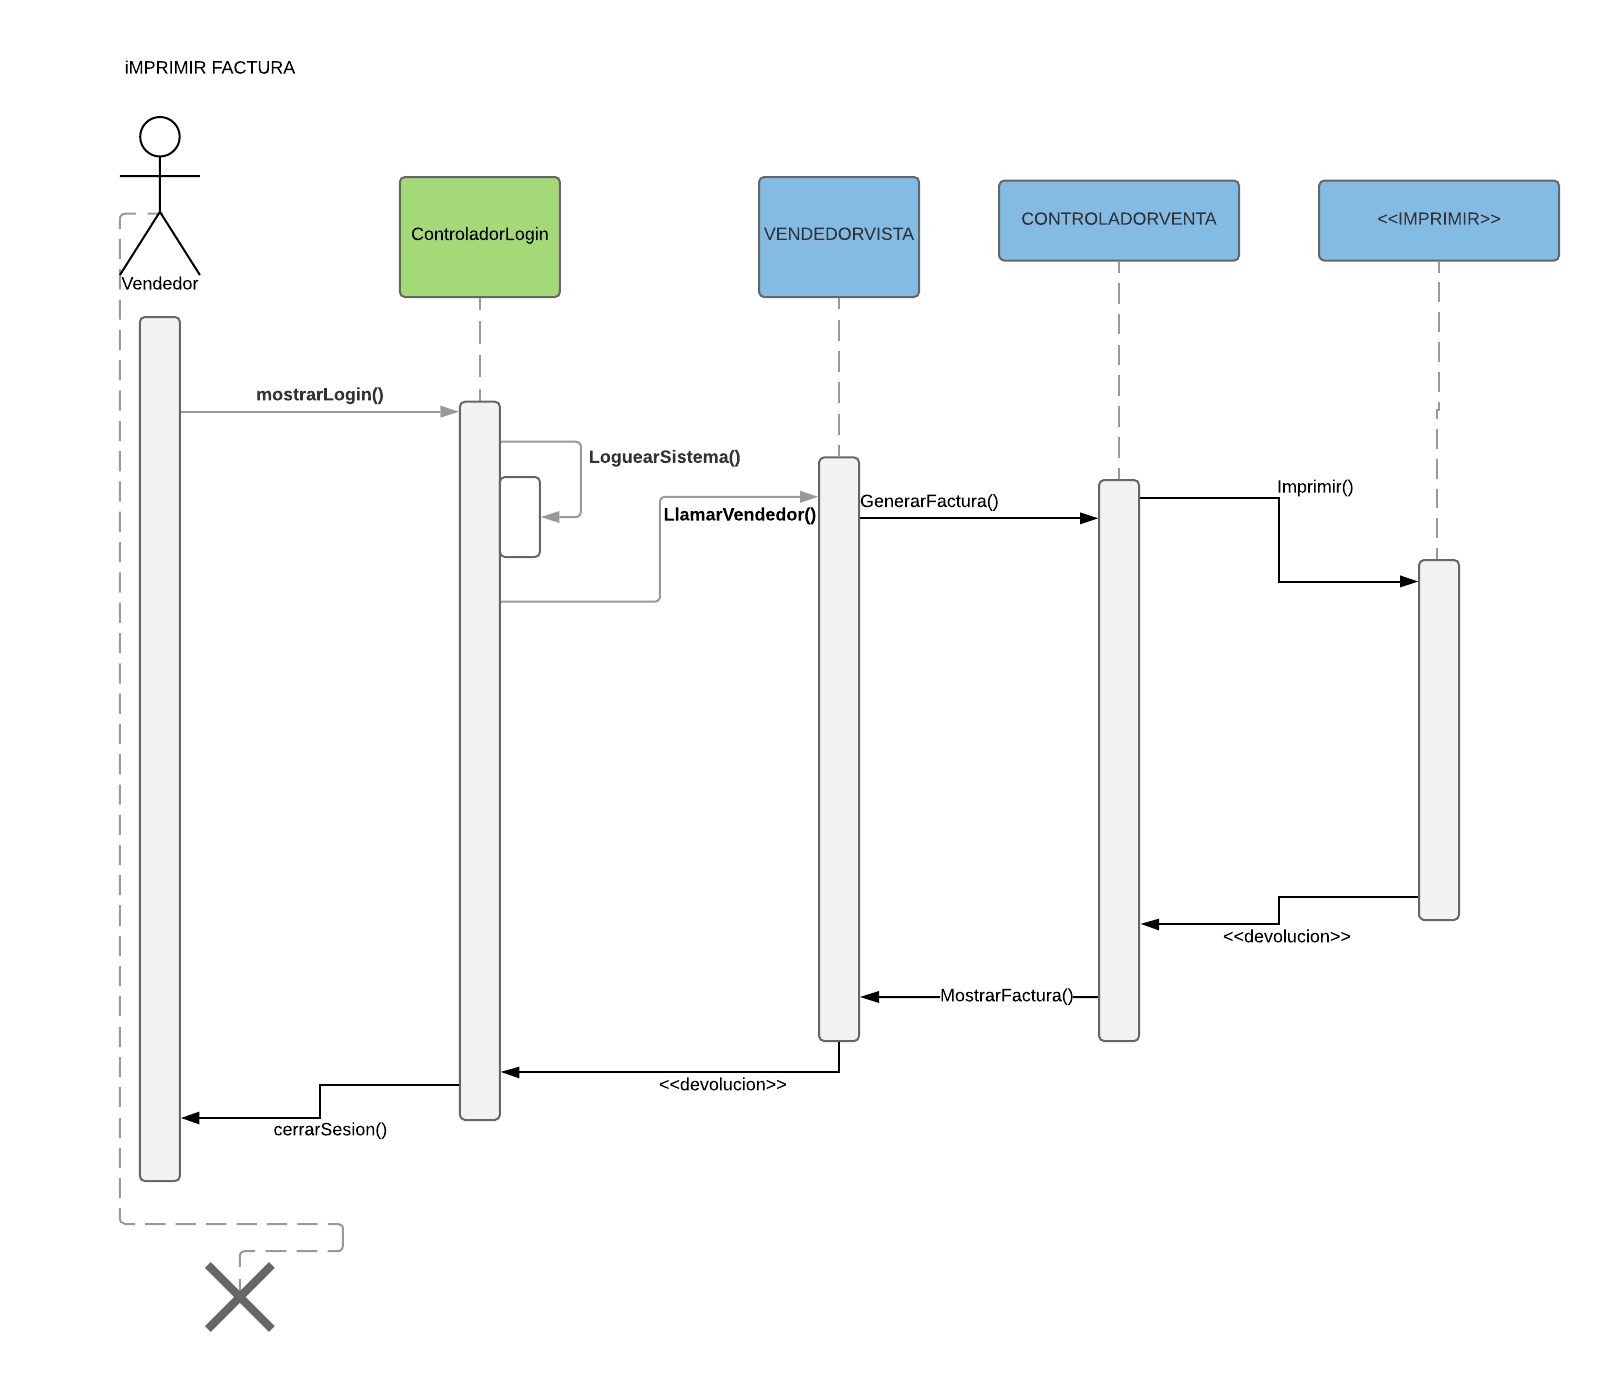 iMPRIMIR FACTURA
Vendedor
ControladorLogin
VENDEDORVISTA
CONTROLADORVENTA
<<IMPRIMIR>>
mostrarLogin()
LoguearSistema()
LlamarVendedor()
GenerarFactura()
Imprimir()
<<devolucion>>
MostrarFactura()
<<devolucion>>
cerrarSesion()